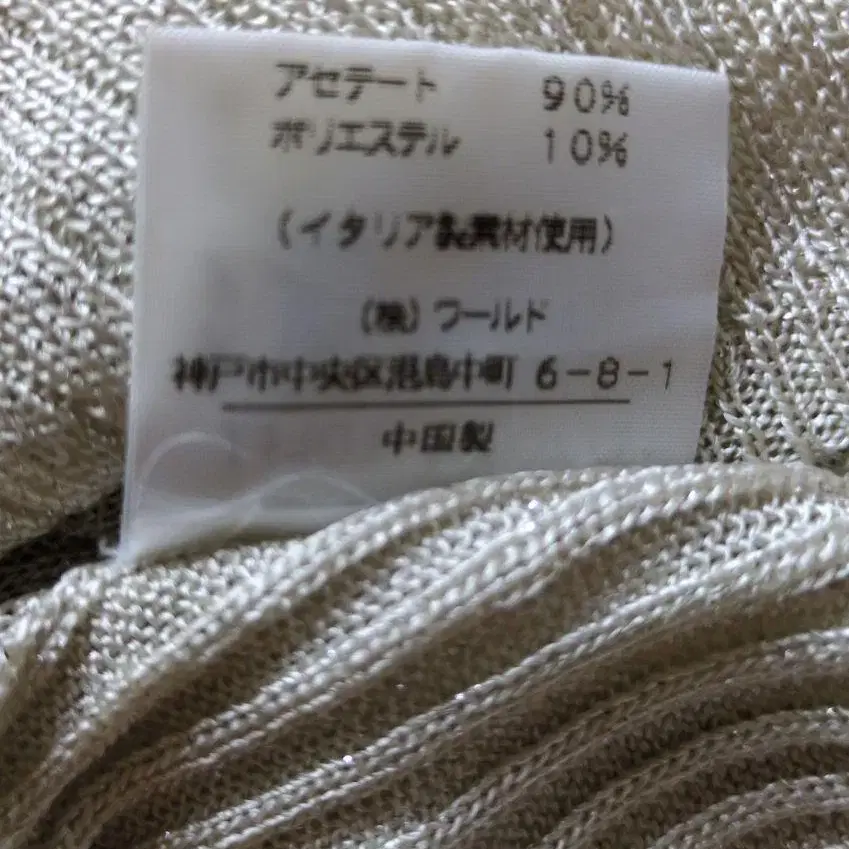 アセテート 90%
ポリエステル 10%
(イタリア製素材使用)
(株)ワールド
神戸市中央区港島中町 6-8-1
中国製